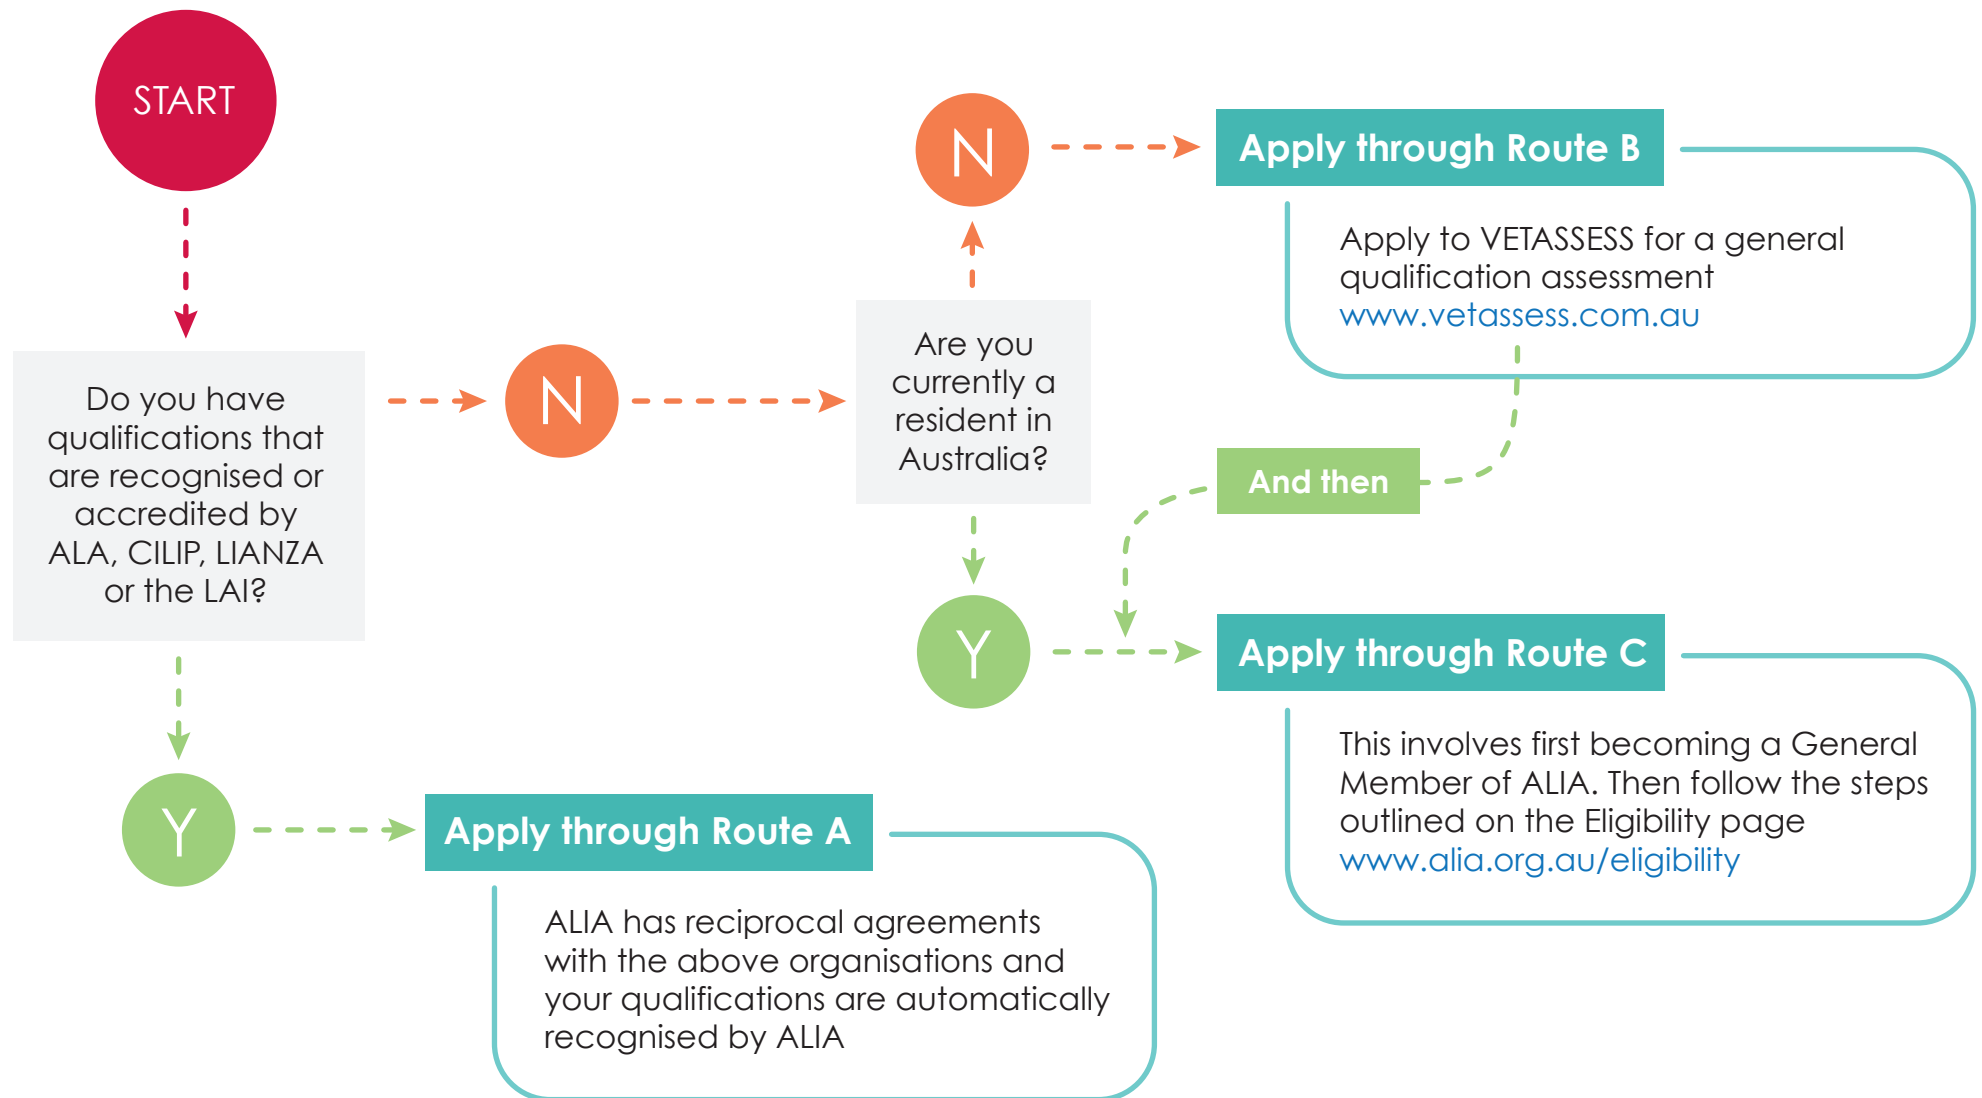 START
Do you have
qualifications that
are recognised or
accredited by
ALA, CILIP, LIANZA
or the LAI?
N
Are you
currently a
resident in
Australia?
N
Apply through Route B
Apply to VETASSESS for a general
qualification assessment
www.vetassess.com.au
And then
Y
Apply through Route C
This involves first becoming a General
Member of ALIA. Then follow the steps
outlined on the Eligibility page
www.alia.org.au/eligibility
Y
Apply through Route A
ALIA has reciprocal agreements
with the above organisations and
your qualifications are automatically
recognised by ALIA